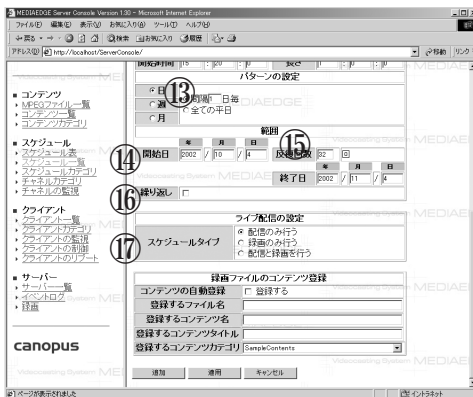 MEDIAEDGE Server Console Version 1.30 - Microsoft Internet Explorer
ファイル(F) 編集(E) 表示(V) お気に入り(A) ツール(T) ヘルプ(H)
戻る 検索 お気に入り 履歴
アドレス(D) http://localhost/ServerConsole/ 移動 リンク
■ コンテンツ
MPEGファイル一覧
コンテンツ一覧
コンテンツカテゴリ
■ スケジュール
スケジュール表
スケジュール一覧
スケジュールカテゴリ
チャネルカテゴリ
チャネルの監視
■ クライアント
クライアント一覧
クライアントカテゴリ
クライアントの監視
クライアントの制御
クライアントのリブート
■ サーバー
サーバー一覧
イベントログ
録画
canopus
開始時間 15 : 20 : 0 長さ 0 : 0 : 0
パターンの設定
⑬
日
週
月
間隔 日毎
全ての平日
範囲
⑭ 開始日 年 月 日 2002 / 10 / 4
⑮ 32 回
終了日 年 月 日 2002 / 11 / 4
⑯ 繰り返し
ライブ配信の設定
⑰ スケジュールタイプ
配信のみ行う
録画のみ行う
配信と録画を行う
録画ファイルのコンテンツ登録
コンテンツの自動登録 登録する
登録するファイル名
登録するコンテンツ名
登録するコンテンツタイトル
登録するコンテンツカテゴリ SampleContents
追加 適用 キャンセル
ページが表示されました イントラネット